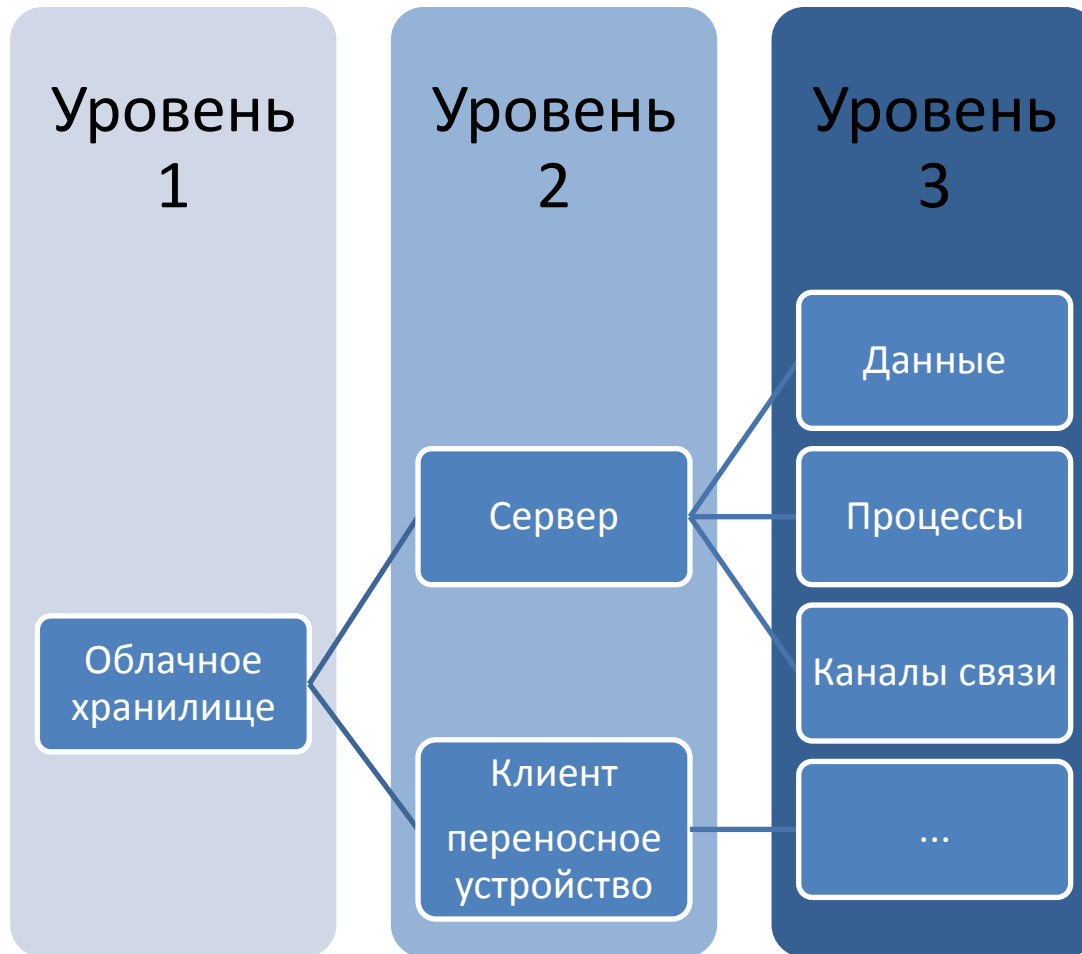 Уровень
1
Уровень
2
Уровень
3
Облачное
хранилище
Сервер
Клиент
переносное
устройство
Данные
Процессы
Каналы связи
...